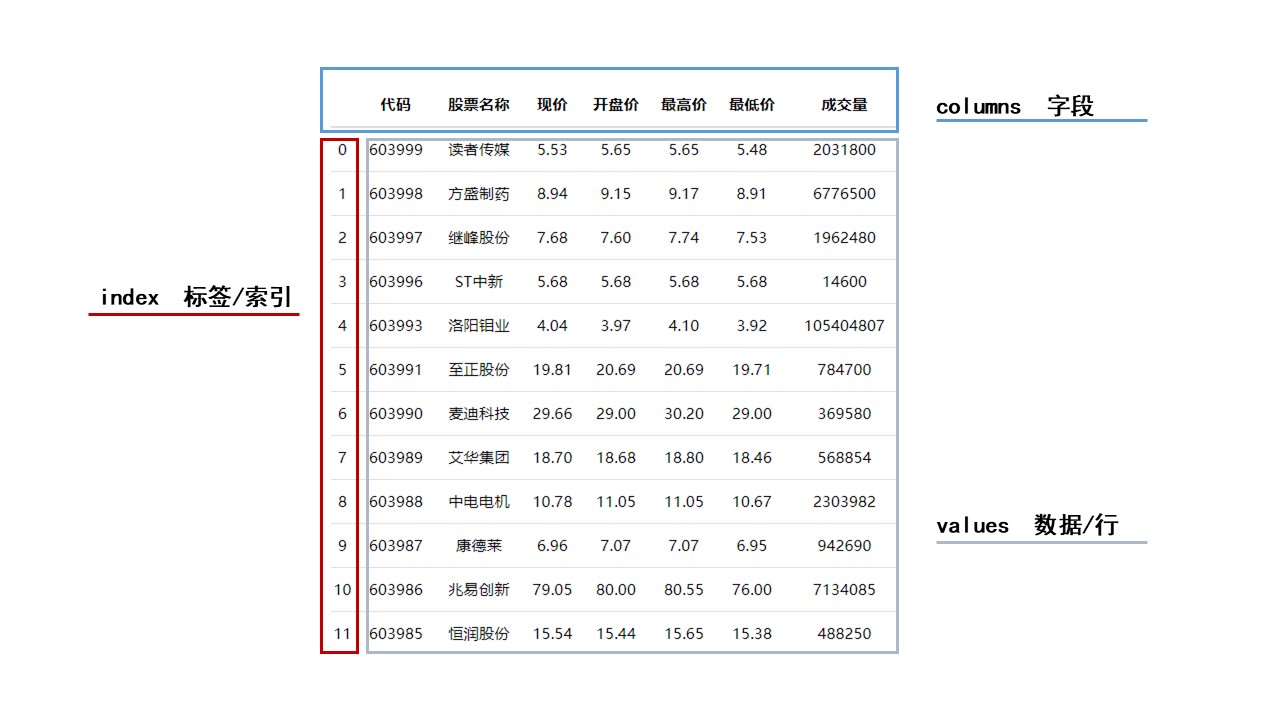 代码 股票名称 现价 开盘价 最高价 最低价 成交量
columns 字段
0 603999 读者传媒 5.53 5.65 5.65 5.48 2031800
1 603998 方盛制药 8.94 9.15 9.17 8.91 6776500
2 603997 继峰股份 7.68 7.60 7.74 7.53 1962480
3 603996 ST中新 5.68 5.68 5.68 5.68 14600
index 标签/索引
4 603993 洛阳钼业 4.04 3.97 4.10 3.92 105404807
5 603991 至正股份 19.81 20.69 20.69 19.71 784700
6 603990 麦迪科技 29.66 29.00 30.20 29.00 369580
7 603989 艾华集团 18.70 18.68 18.80 18.46 568854
8 603988 中电电机 10.78 11.05 11.05 10.67 2303982
values 数据/行
9 603987 康德莱 6.96 7.07 7.07 6.95 942690
10 603986 兆易创新 79.05 80.00 80.55 76.00 7134085
11 603985 恒润股份 15.54 15.44 15.65 15.38 488250